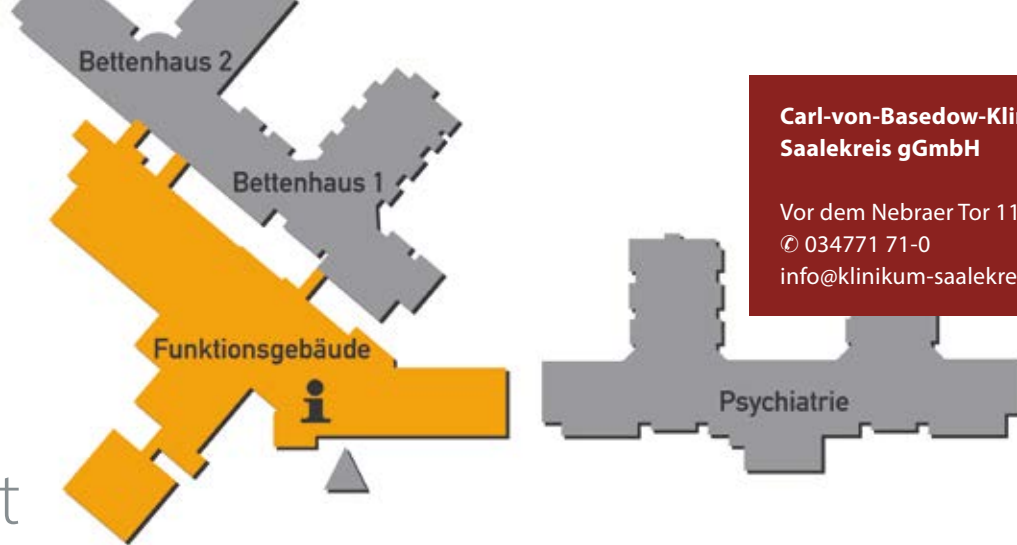 Bettenhaus 2
Bettenhaus 1
Funktionsgebäude
i
Psychiatrie
Carl-von-Basedow-Kli
Saalekreis gGmbH
Vor dem Nebraer Tor 11
✆ 034771 71-0
info@klinikum-saalekre
t